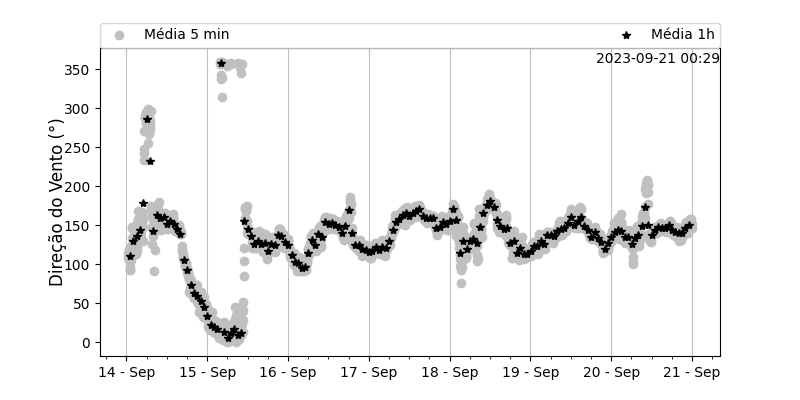 Média 5 min
Média 1h
2023-09-21 00:29
Direção do Vento (°)
350
300
250
200
150
100
50
0
14 - Sep
15 - Sep
16 - Sep
17 - Sep
18 - Sep
19 - Sep
20 - Sep
21 - Sep